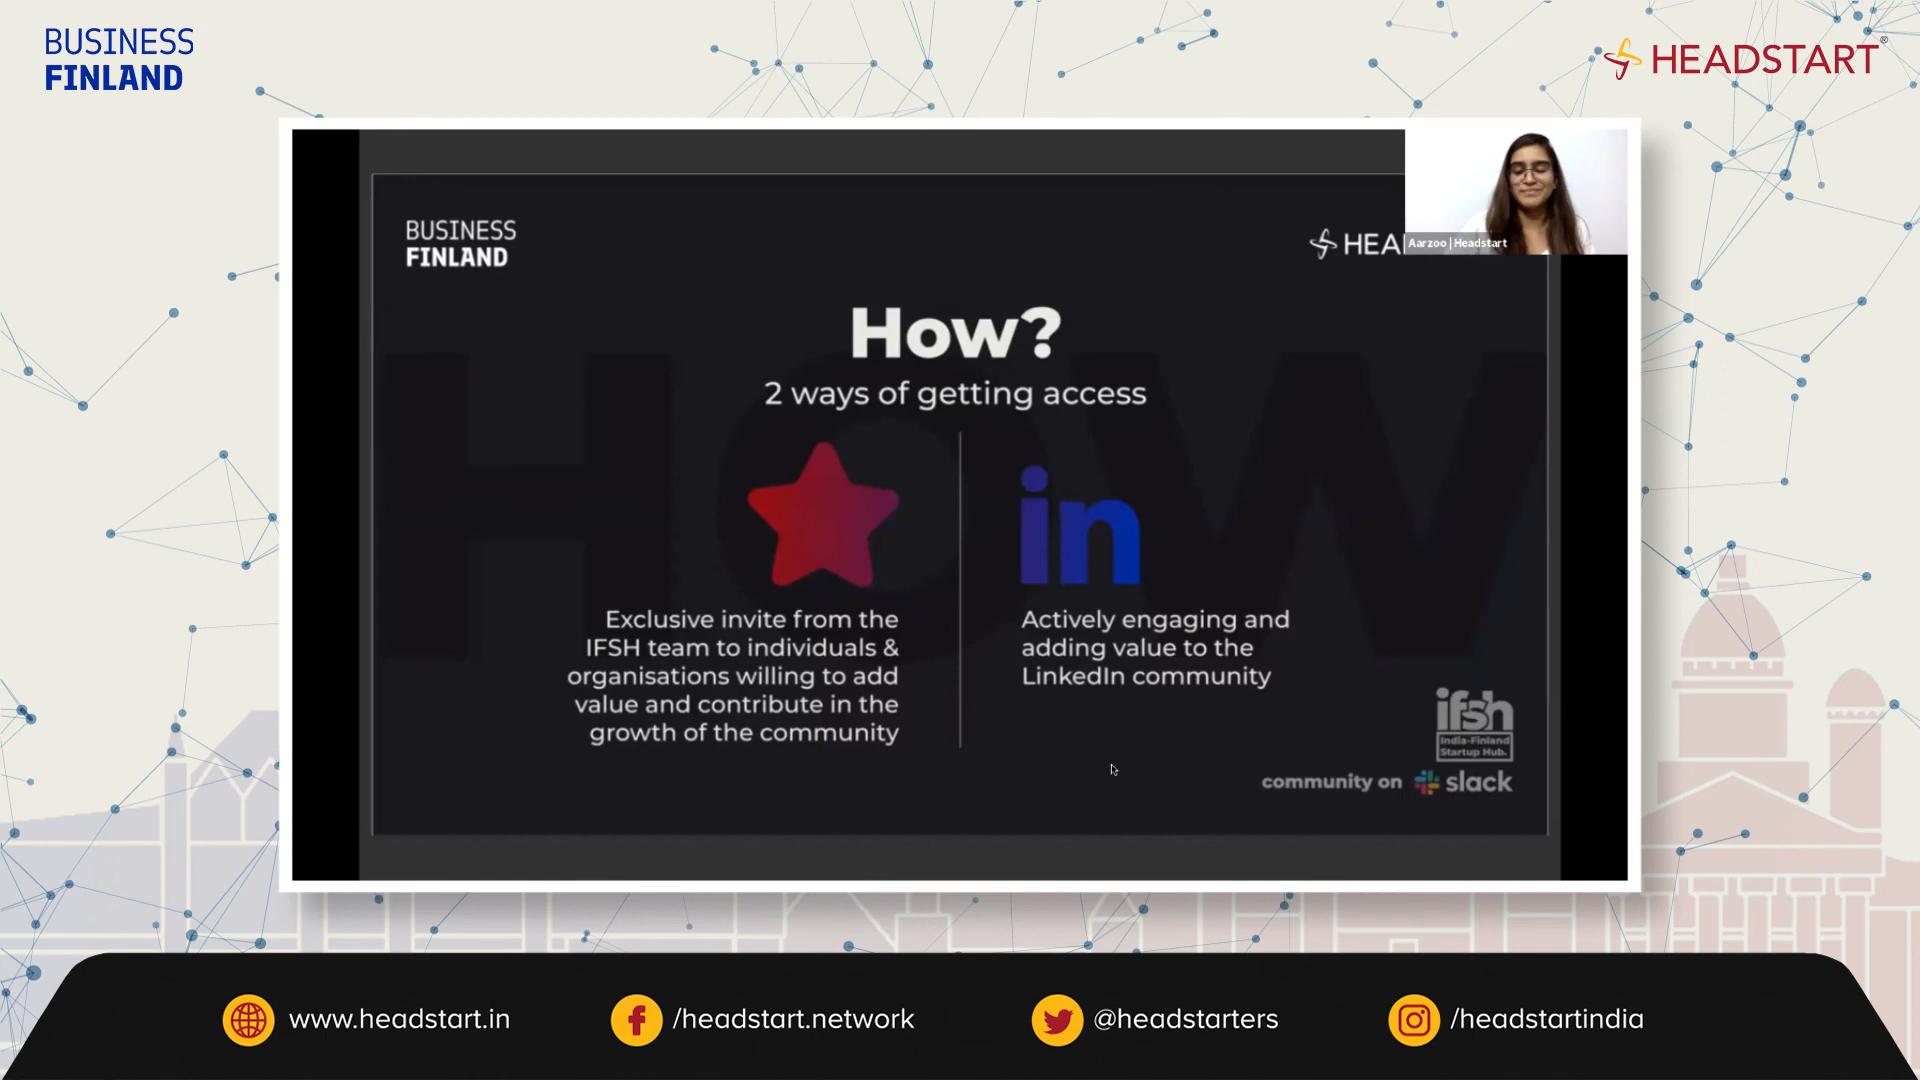 BUSINESS
FINLAND
HEADSTART®
BUSINESS
FINLAND
HEA
Aarzoo | Headstart
How?
2 ways of getting access
in
Exclusive invite from the
IFSH team to individuals &
organisations willing to add
value and contribute in the
growth of the community
Actively engaging and
adding value to the
LinkedIn community
ifsh
India-Finland
Startup Hub.
community on slack
HOW
www.headstart.in
/headstart.network
@headstarters
/headstartindia